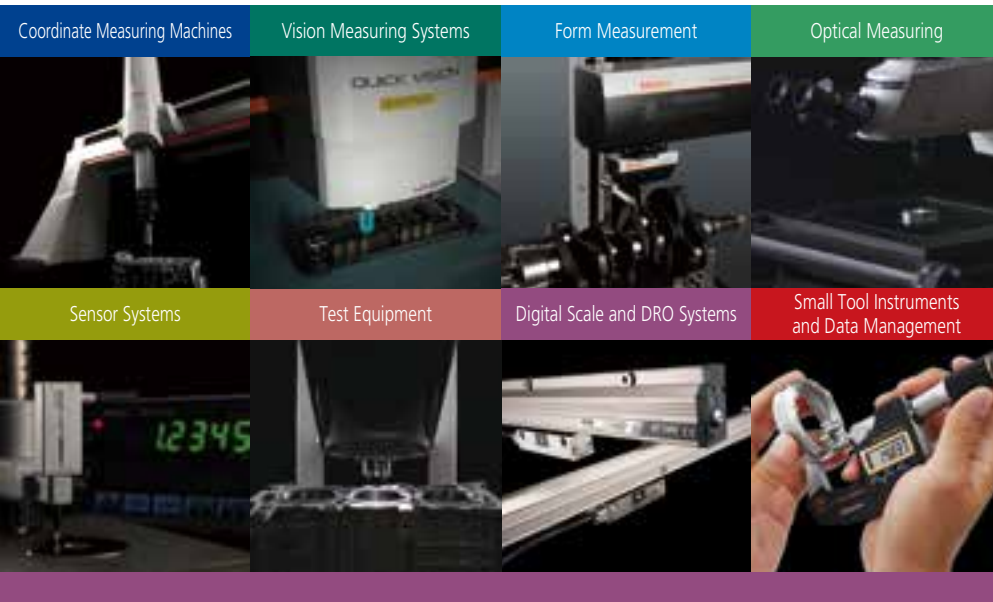 Coordinate Measuring Machines
Vision Measuring Systems
Form Measurement
Optical Measuring
QUICK VISION
Sensor Systems
Test Equipment
Digital Scale and DRO Systems
Small Tool Instruments
and Data Management
12345